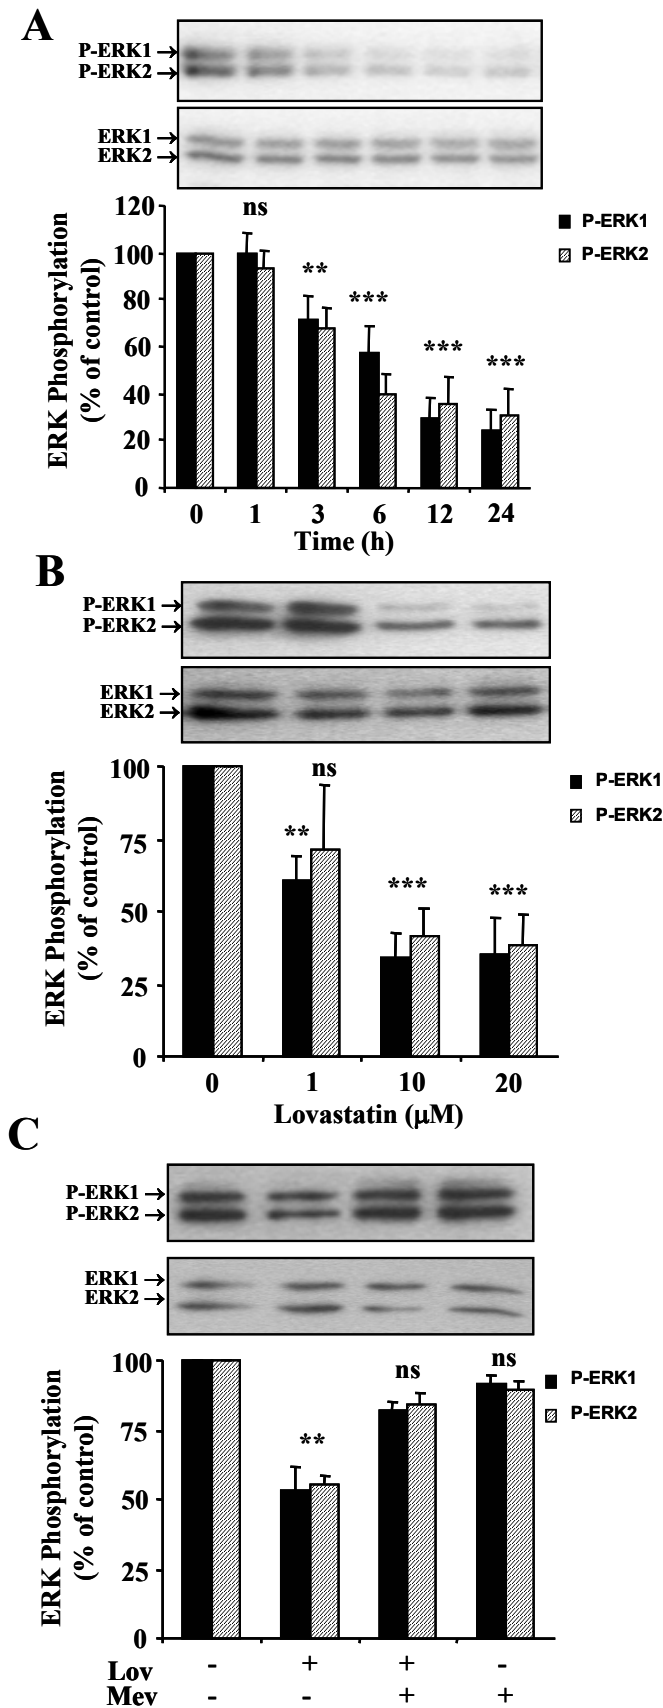 A
P-ERK1 →
P-ERK2 →
ERK1 →
ERK2 →
ERK Phosphorylation
(% of control)
120
100
80
60
40
20
0
ns
**
***
***
***
P-ERK1
P-ERK2
0 1 3 6 12 24
Time (h)
B
P-ERK1 →
P-ERK2 →
ERK1 →
ERK2 →
ERK Phosphorylation
(% of control)
100
75
50
25
0
**
ns
***
***
P-ERK1
P-ERK2
0 1 10 20
Lovastatin (μM)
C
P-ERK1 →
P-ERK2 →
ERK1 →
ERK2 →
ERK Phosphorylation
(% of control)
100
75
50
25
0
**
ns
ns
P-ERK1
P-ERK2
Lov - + + -
Mev - - + +